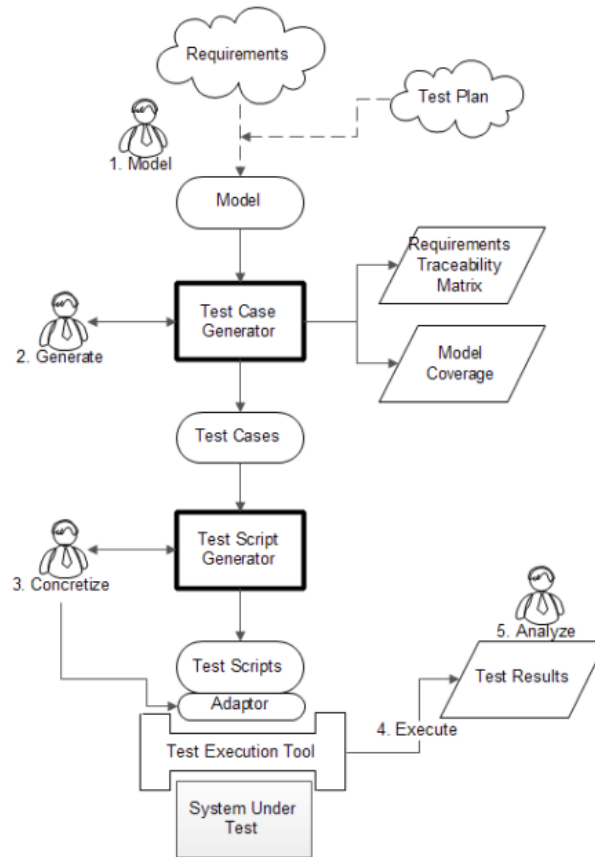 Requirements
Test Plan
1. Model
Model
Requirements
Traceability
Matrix
Test Case
Generator
2. Generate
Model
Coverage
Test Cases
Test Script
Generator
3. Concretize
5. Analyze
Test Scripts
Test Results
Adaptor
4. Execute
Test Execution Tool
System Under
Test